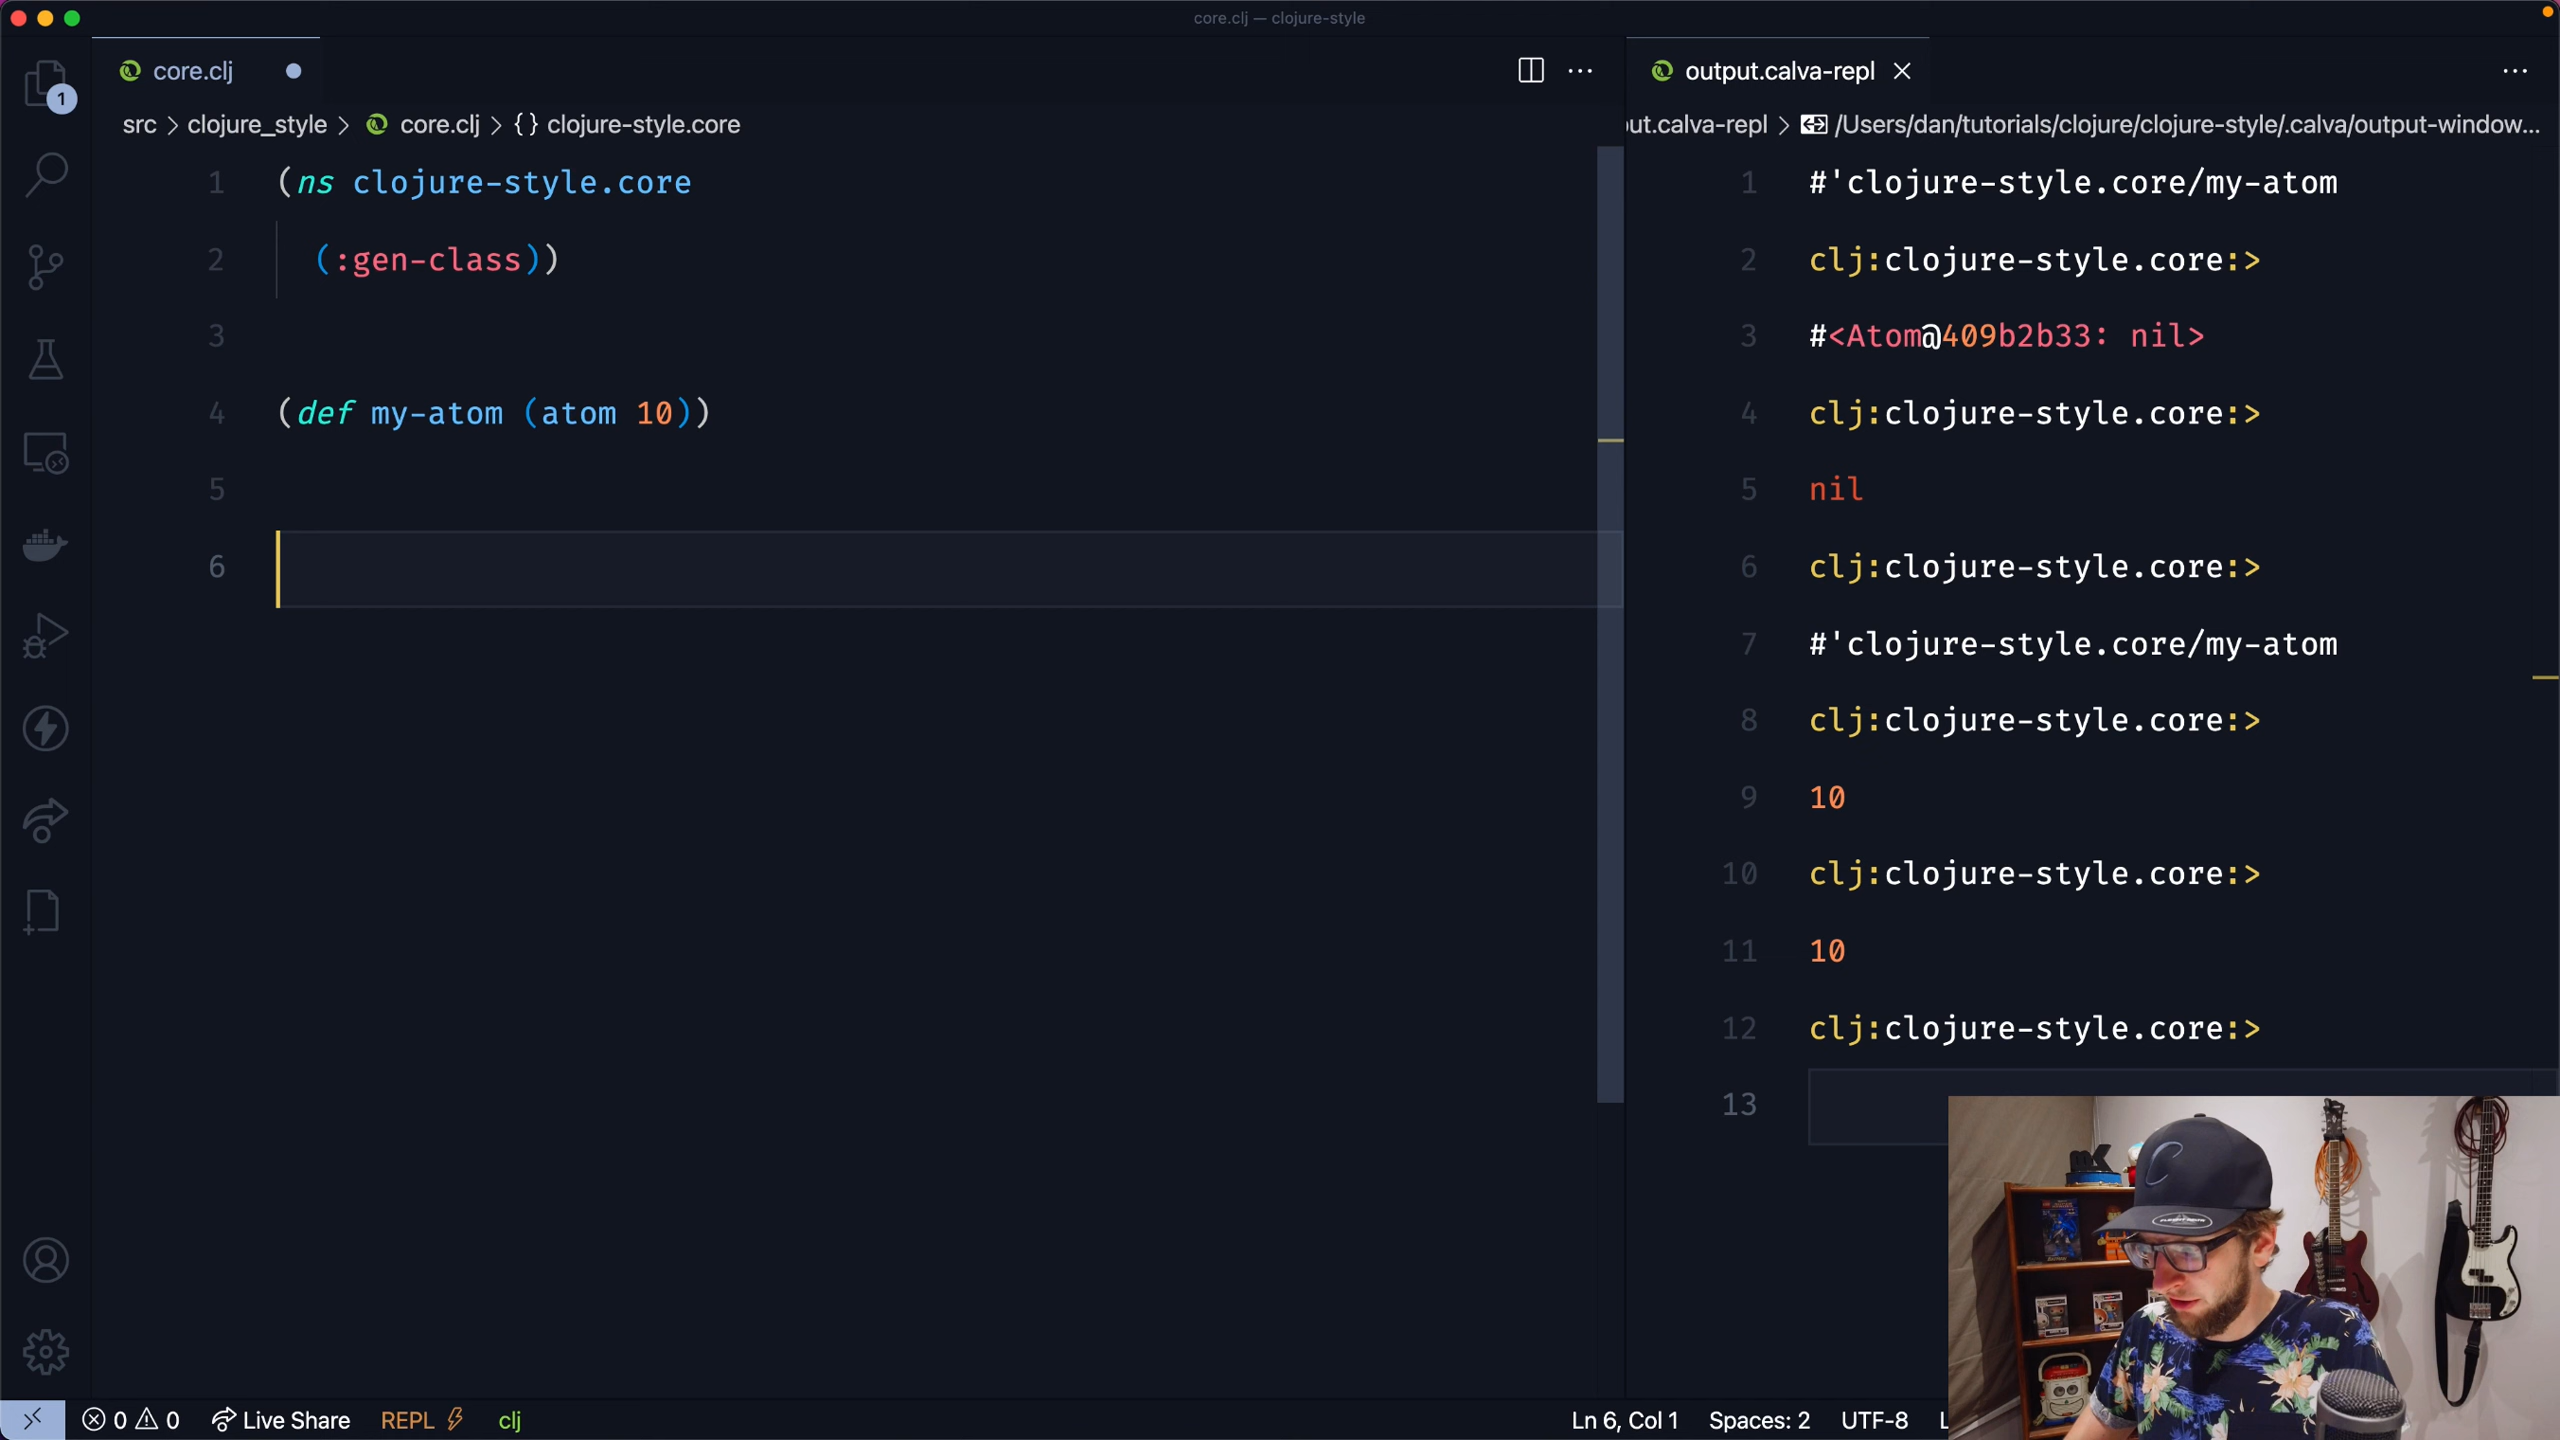 core.clj — clojure-style
core.clj
output.calva-repl
1
src > clojure_style > core.clj > {} clojure-style.core
ut.calva-repl > /Users/dan/tutorials/clojure/clojure-style/.calva/output-window...
1 (ns clojure-style.core
2 (:gen-class))
3
4 (def my-atom (atom 10))
5
6
1 #'clojure-style.core/my-atom
2 clj:clojure-style.core:>
3 #<Atom@409b2b33: nil>
4 clj:clojure-style.core:>
5 nil
6 clj:clojure-style.core:>
7 #'clojure-style.core/my-atom
8 clj:clojure-style.core:>
9 10
10 clj:clojure-style.core:>
11 10
12 clj:clojure-style.core:>
13
0 0 Live Share REPL clj
Ln 6, Col 1 Spaces: 2 UTF-8 L